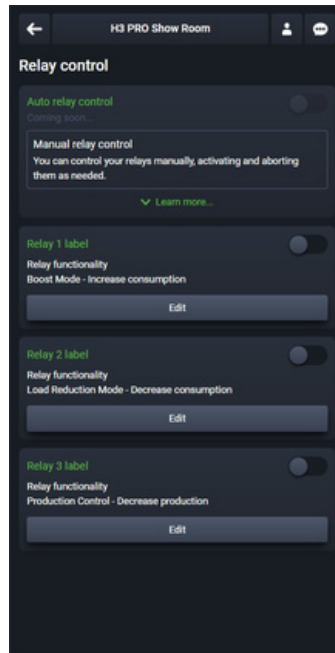 H3 PRO Show Room
Relay control
Auto relay control
Coming soon...
Manual relay control
You can control your relays manually, activating and aborting
them as needed.
Learn more...
Relay 1 label
Relay functionality
Boost Mode - Increase consumption
Edit
Relay 2 label
Relay functionality
Load Reduction Mode - Decrease consumption
Edit
Relay 3 label
Relay functionality
Production Control - Decrease production
Edit